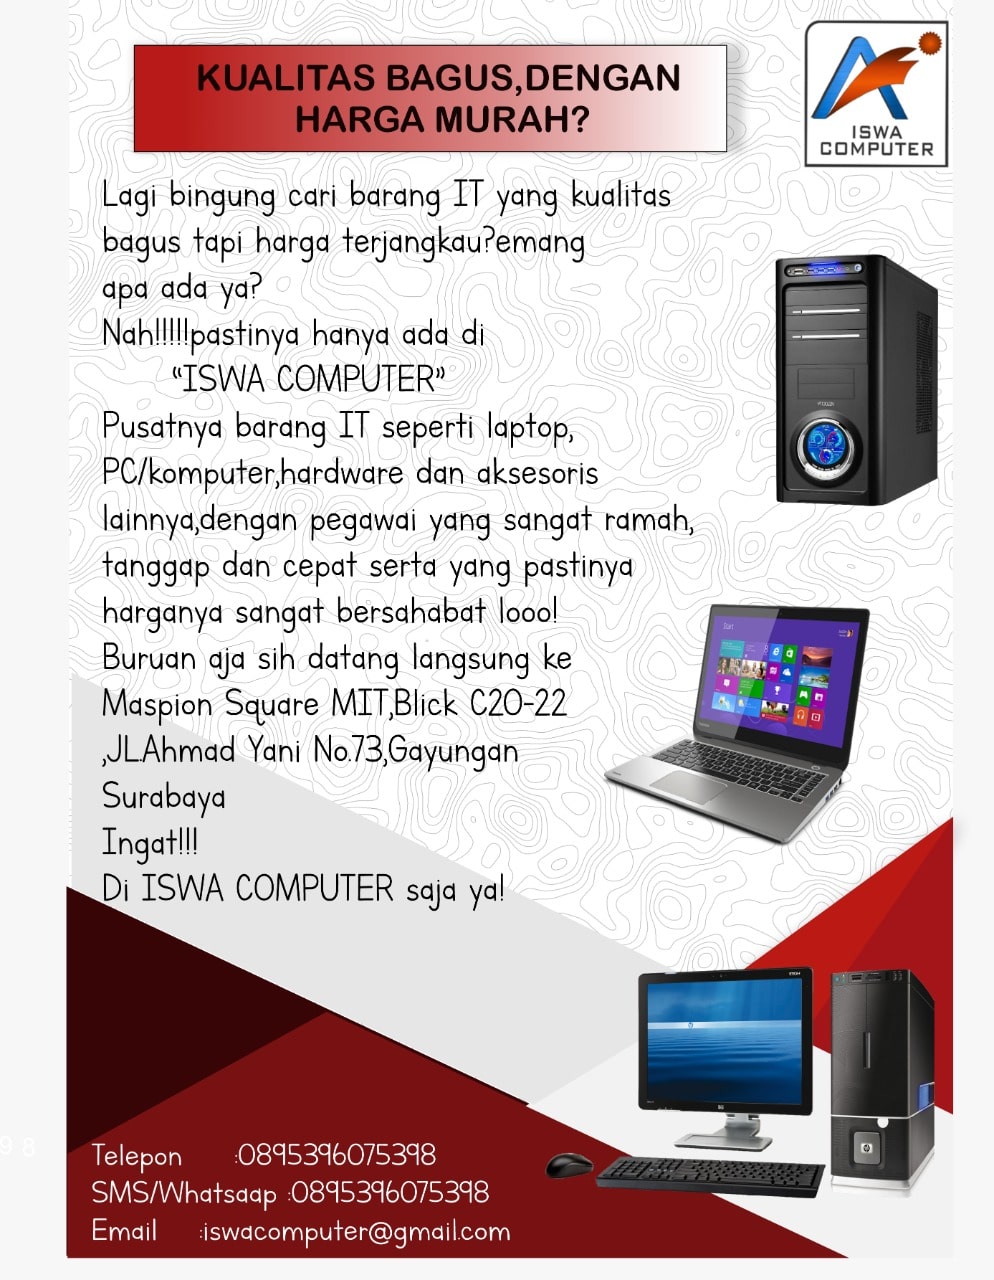 KUALITAS BAGUS,DENGAN
HARGA MURAH?
ISWA
COMPUTER
Lagi bingung cari barang IT yang kualitas
bagus tapi harga terjangkau?emang
apa ada ya?
Nah!!!!!pastinya hanya ada di
“ISWA COMPUTER”
Pusatnya barang IT seperti laptop,
PC/komputer,hardware dan aksesoris
lainnya,dengan pegawai yang sangat ramah,
tanggap dan cepat serta yang pastinya
harganya sangat bersahabat looo!
Buruan aja sih datang langsung ke
Maspion Square MIT,Blick C20-22
,JL.Ahmad Yani No.73,Gayungan
Surabaya
Ingat!!!
Di ISWA COMPUTER saja ya!
Start
98
Telepon :0895396075398
SMS/Whatsaap :0895396075398
Email :iswacomputer@gmail.com